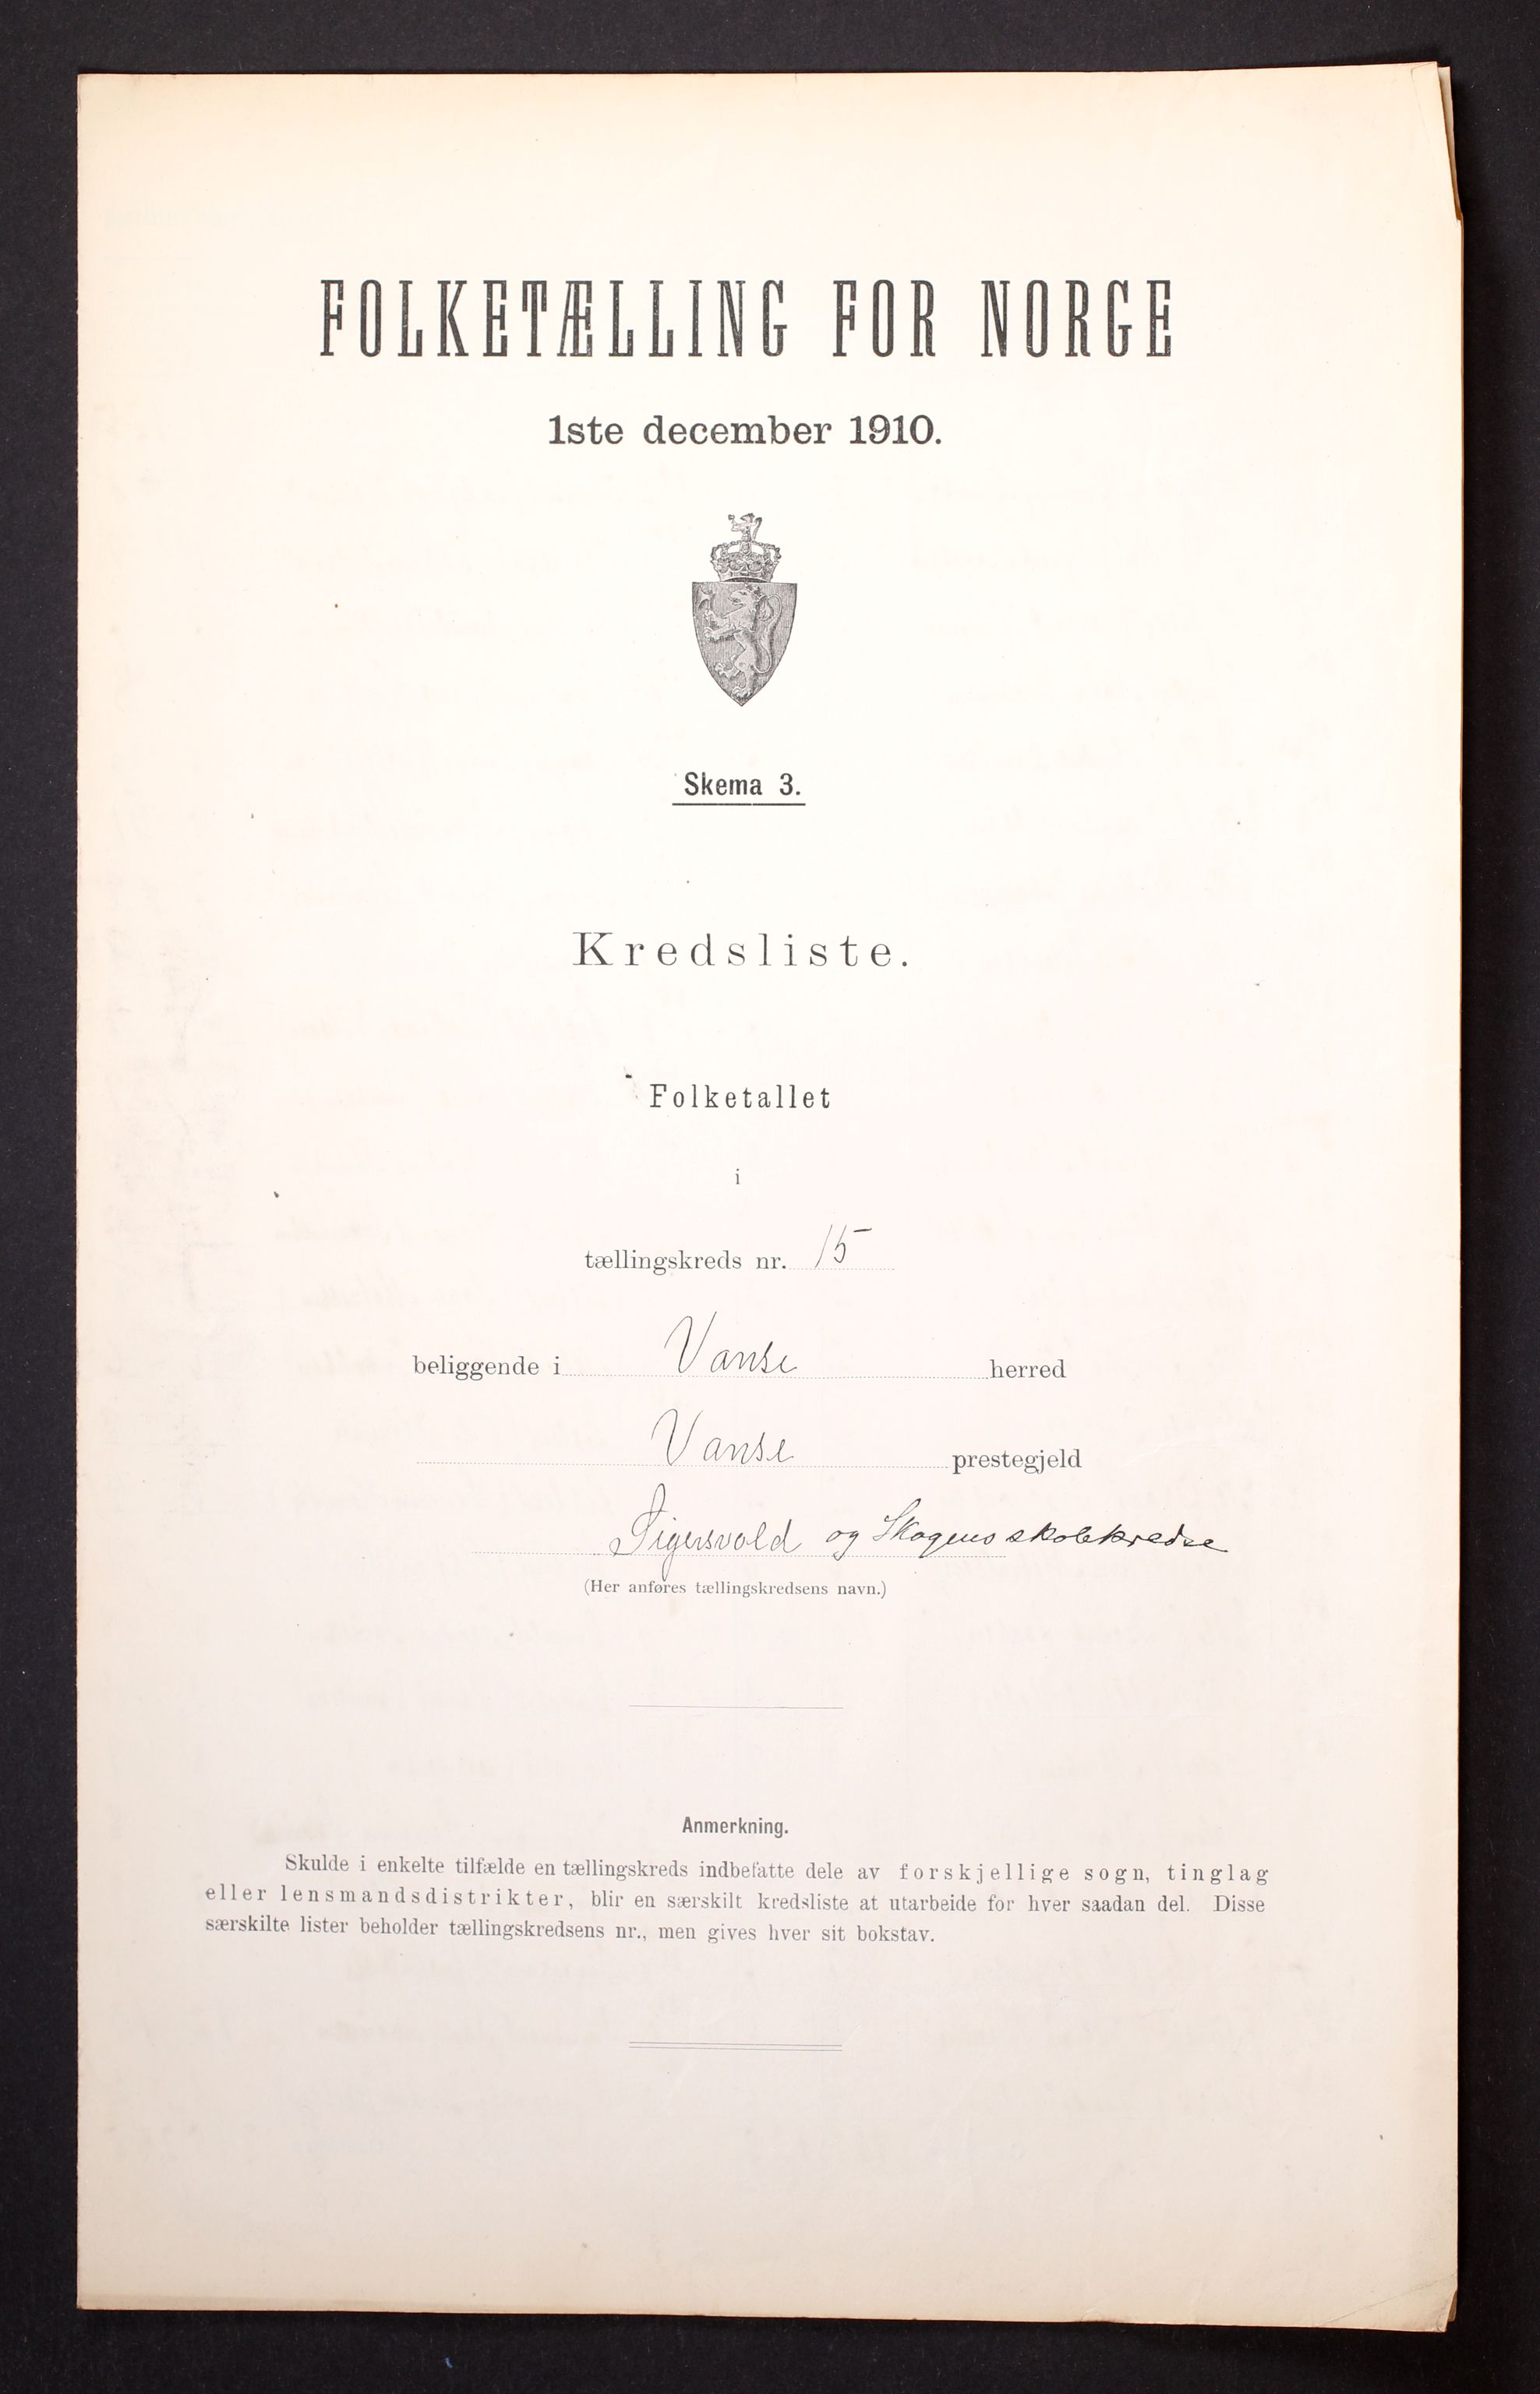 FOLKETÆLLING FOR NORGE
1ste december 1910.
Skema 3.
Kredsliste.
Folketallet
i
tællingskreds nr. 15
beliggende i Vanse herred
Vanse prestegjeld
Sigersvold og Skogens skolekredse
(Her anføres tællingskredsens navn.)
Anmerkning.
Skulde i enkelte tilfælde en tællingskreds indbefatte dele av forskjellige sogn, tinglag
eller lensmandsdistrikter, blir en særskilt kredsliste at utarbeide for hver saadan del. Disse
særskilte lister beholder tællingskredsens nr., men gives hver sit bokstav.